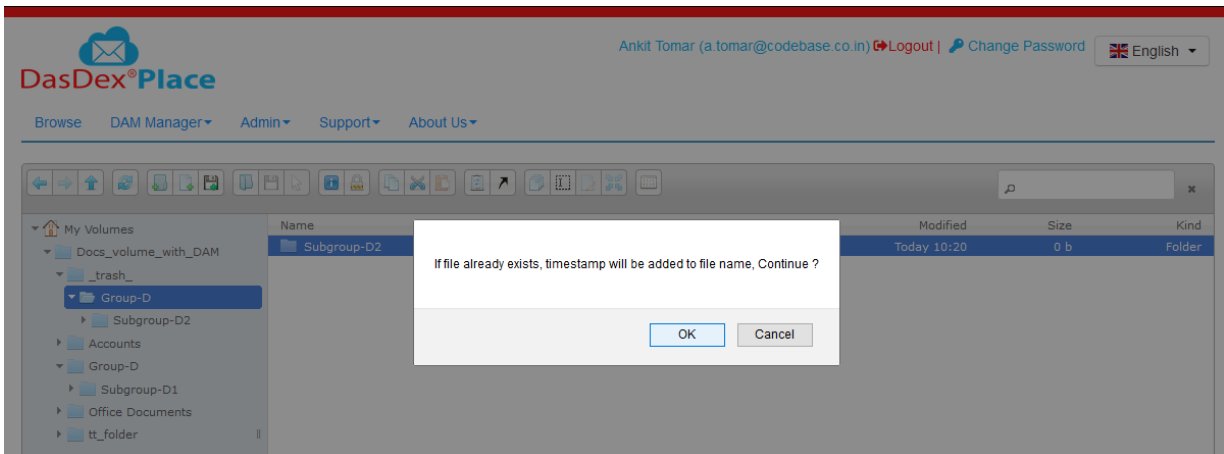 Ankit Tomar (a.tomar@codebase.co.in) Logout | Change Password English
DasDex®Place
Browse DAM Manager Admin Support About Us
My Volumes
Docs_volume_with_DAM
_trash_
Group-D
Subgroup-D2
Accounts
Group-D
Subgroup-D1
Office Documents
tt_folder
Name Modified Size Kind
Subgroup-D2 Today 10:20 0 b Folder
If file already exists, timestamp will be added to file name, Continue ?
OK Cancel